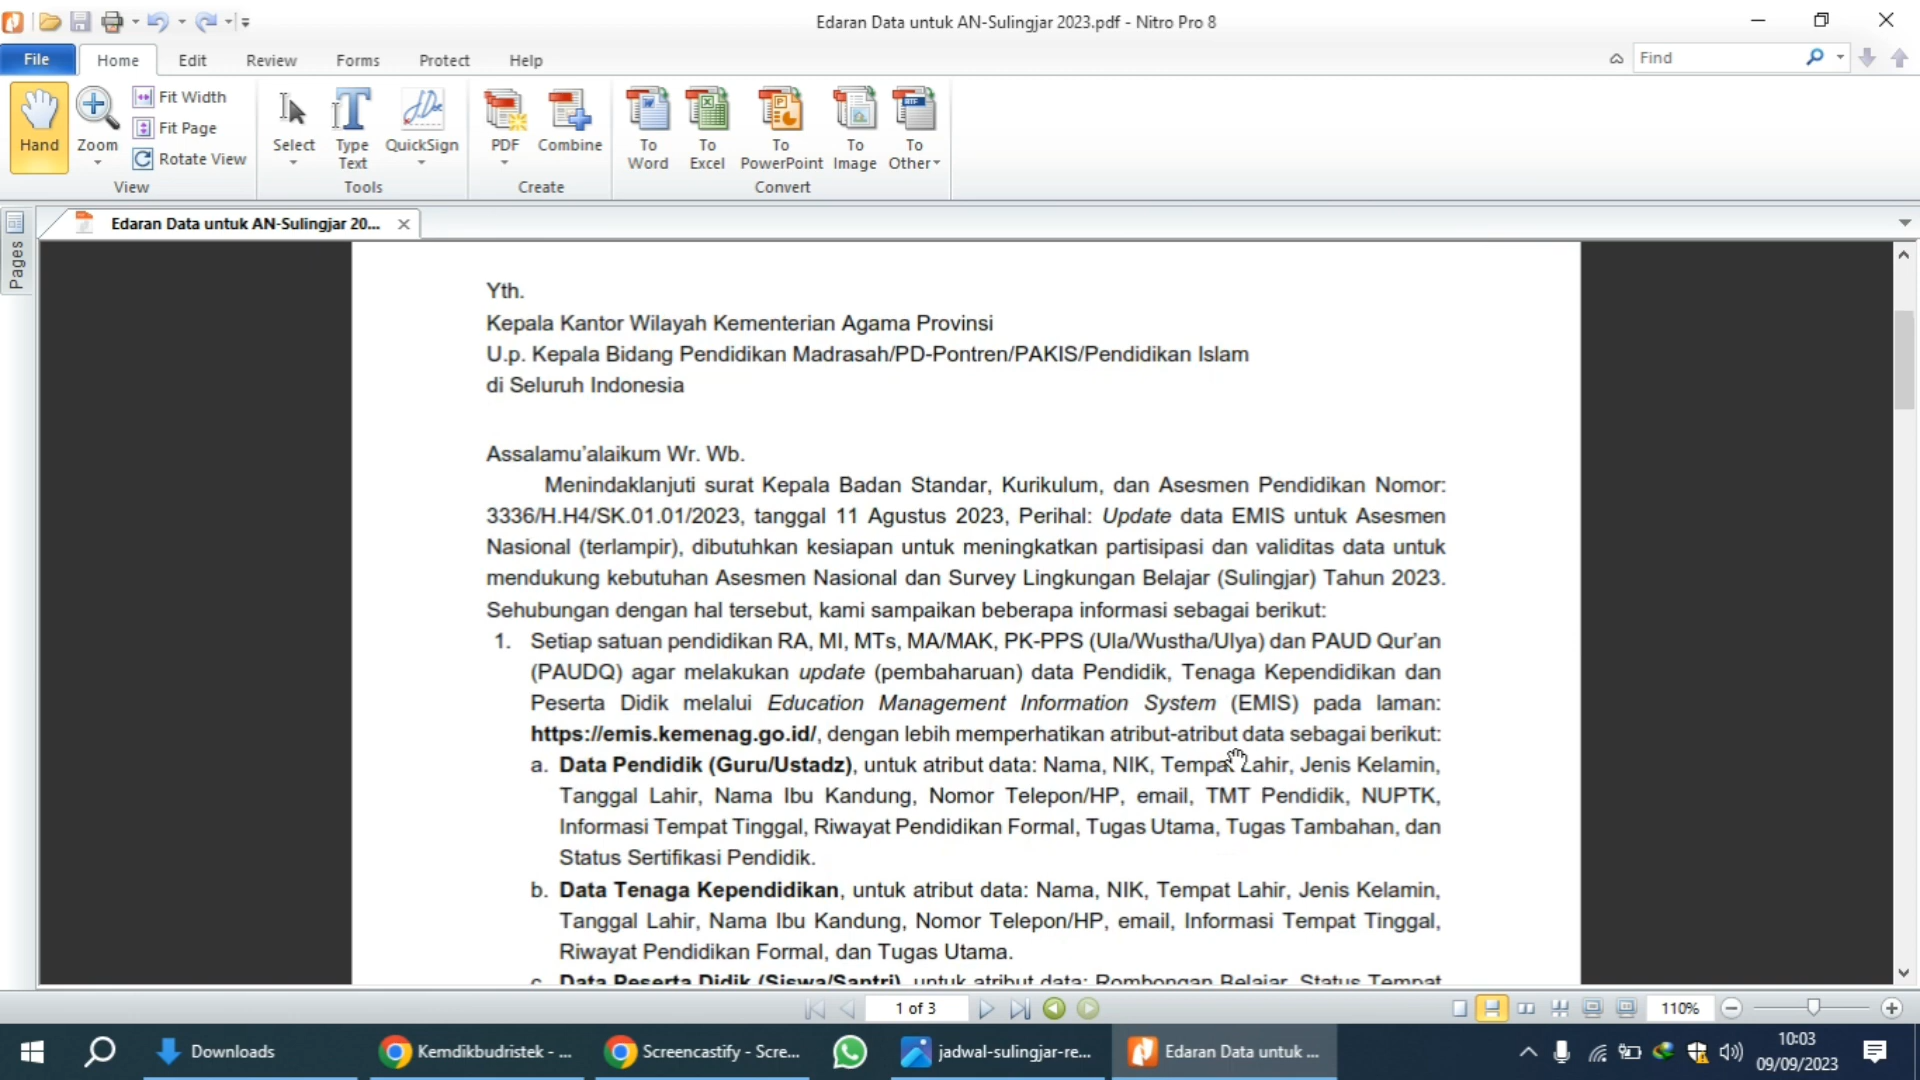 Edaran Data untuk AN-Sulingjar 2023.pdf - Nitro Pro 8
File
Home
Edit
Review
Forms
Protect
Help
Find
Hand
Zoom
Fit Width
Fit Page
Rotate View
View
Select
Type Text
QuickSign
Tools
PDF
Combine
Create
To Word
To Excel
To PowerPoint
To Image
To Other
Convert
Pages
Edaran Data untuk AN-Sulingjar 20...
Yth.
Kepala Kantor Wilayah Kementerian Agama Provinsi
U.p. Kepala Bidang Pendidikan Madrasah/PD-Pontren/PAKIS/Pendidikan Islam
di Seluruh Indonesia
Assalamu’alaikum Wr. Wb.
Menindaklanjuti surat Kepala Badan Standar, Kurikulum, dan Asesmen Pendidikan Nomor:
3336/H.H4/SK.01.01/2023, tanggal 11 Agustus 2023, Perihal: Update data EMIS untuk Asesmen
Nasional (terlampir), dibutuhkan kesiapan untuk meningkatkan partisipasi dan validitas data untuk
mendukung kebutuhan Asesmen Nasional dan Survey Lingkungan Belajar (Sulingjar) Tahun 2023.
Sehubungan dengan hal tersebut, kami sampaikan beberapa informasi sebagai berikut:
1. Setiap satuan pendidikan RA, MI, MTs, MA/MAK, PK-PPS (Ula/Wustha/Ulya) dan PAUD Qur’an
(PAUDQ) agar melakukan update (pembaharuan) data Pendidik, Tenaga Kependidikan dan
Peserta Didik melalui Education Management Information System (EMIS) pada laman:
https://emis.kemenag.go.id/, dengan lebih memperhatikan atribut-atribut data sebagai berikut:
a. Data Pendidik (Guru/Ustadz), untuk atribut data: Nama, NIK, Tempat Lahir, Jenis Kelamin,
Tanggal Lahir, Nama Ibu Kandung, Nomor Telepon/HP, email, TMT Pendidik, NUPTK,
Informasi Tempat Tinggal, Riwayat Pendidikan Formal, Tugas Utama, Tugas Tambahan, dan
Status Sertifikasi Pendidik.
b. Data Tenaga Kependidikan, untuk atribut data: Nama, NIK, Tempat Lahir, Jenis Kelamin,
Tanggal Lahir, Nama Ibu Kandung, Nomor Telepon/HP, email, Informasi Tempat Tinggal,
Riwayat Pendidikan Formal, dan Tugas Utama.
c. Data Peserta Didik (Siswa/Santri), untuk atribut data: Rombongan Belajar, Status Tempat
1 of 3
110%
Downloads
Kemdikbudristek - ...
Screencastify - Scre...
jadwal-sulingjar-re...
Edaran Data untuk ...
10:03
09/09/2023